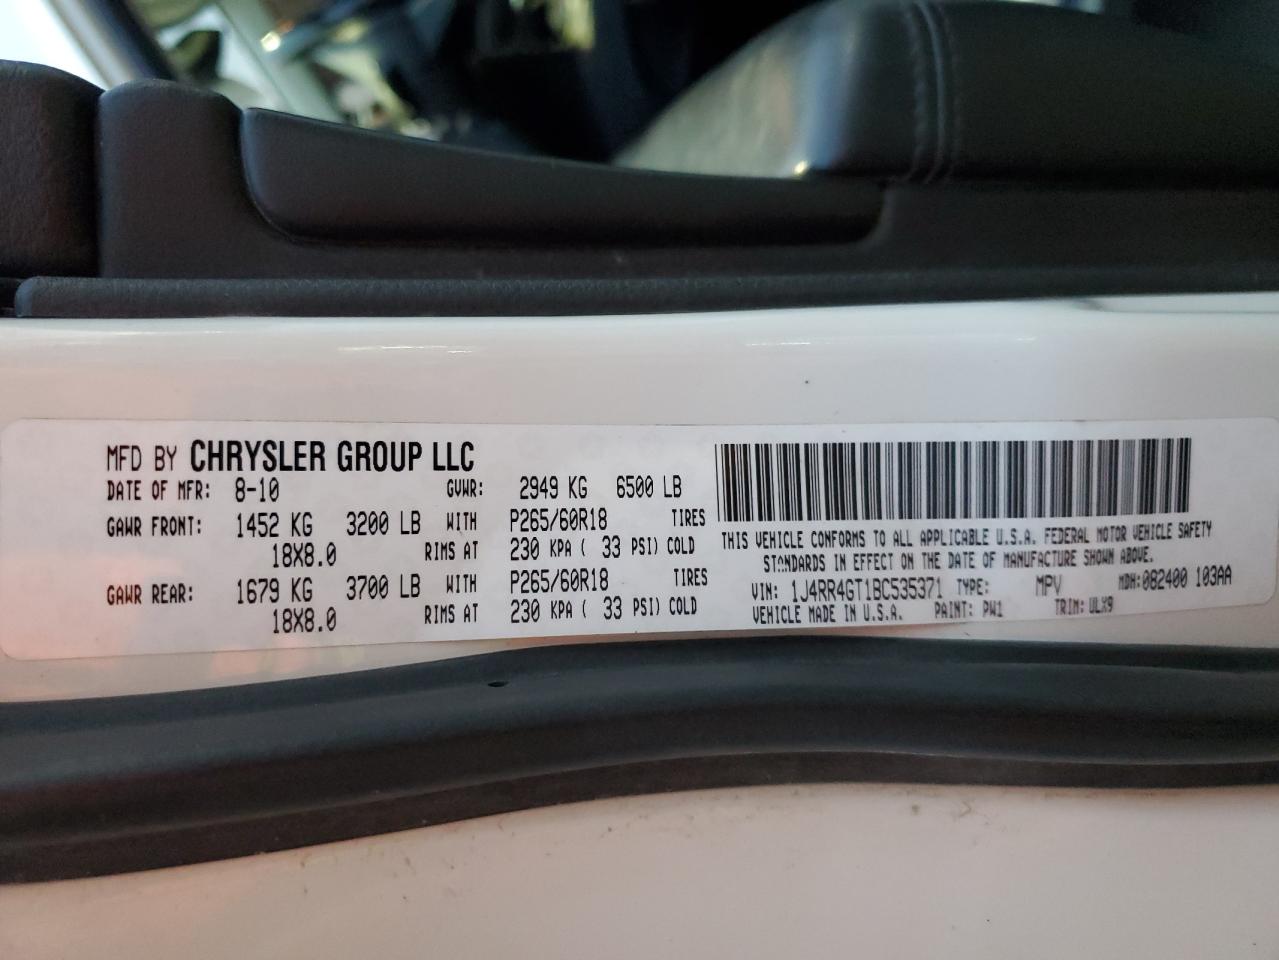 MFD BY CHRYSLER GROUP LLC
DATE OF MFR: 8-10 GVWR: 2949 KG 6500 LB
GAWR FRONT: 1452 KG 3200 LB WITH P265/60R18 TIRES
18X8.0 RIMS AT 230 KPA ( 33 PSI) COLD
GAWR REAR: 1679 KG 3700 LB WITH P265/60R18 TIRES
18X8.0 RIMS AT 230 KPA ( 33 PSI) COLD
THIS VEHICLE CONFORMS TO ALL APPLICABLE U.S.A. FEDERAL MOTOR VEHICLE SAFETY
STANDARDS IN EFFECT ON THE DATE OF MANUFACTURE SHOWN ABOVE.
VIN: 1J4RR4GT1BC535371 TYPE: MPV MDH: 082400 103AA
VEHICLE MADE IN U.S.A. PAINT: PW1 TRIM: ULX9